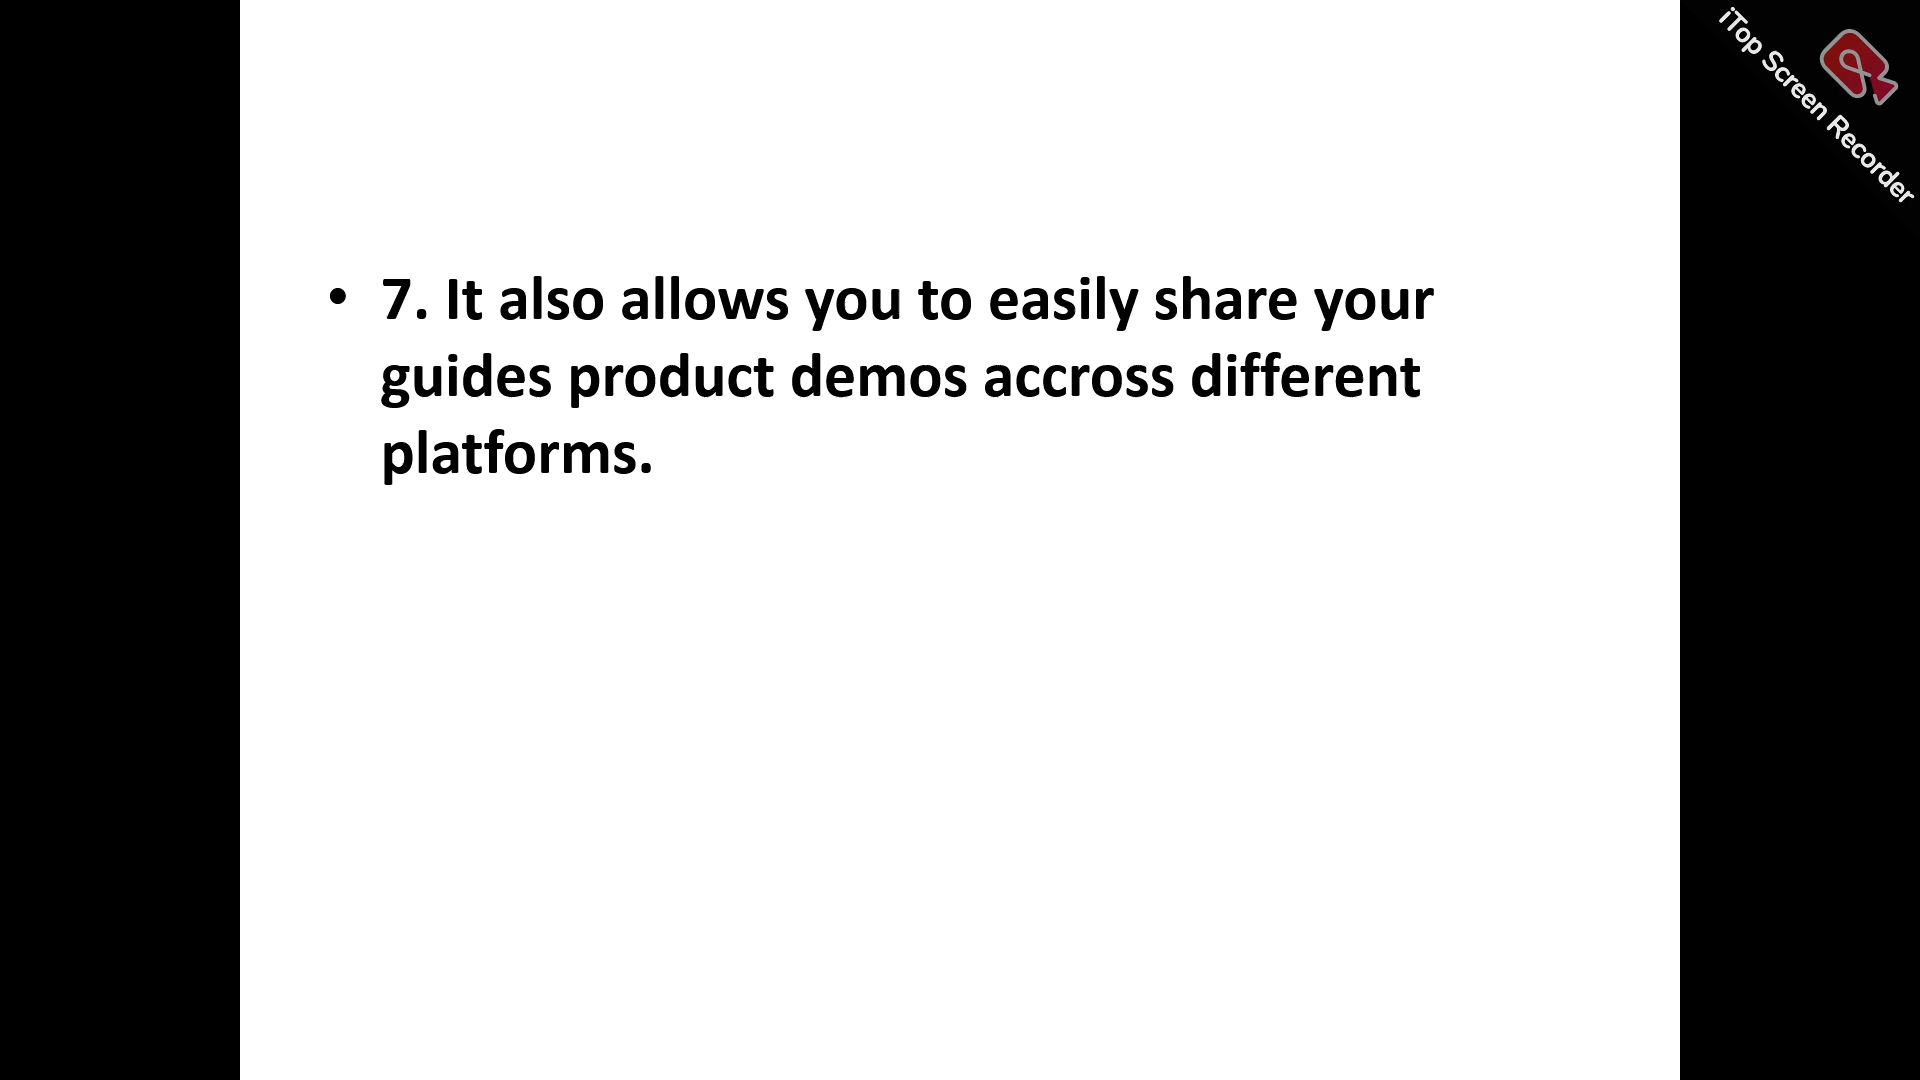 iTop Screen Recorder
• 7. It also allows you to easily share your
guides product demos accross different
platforms.